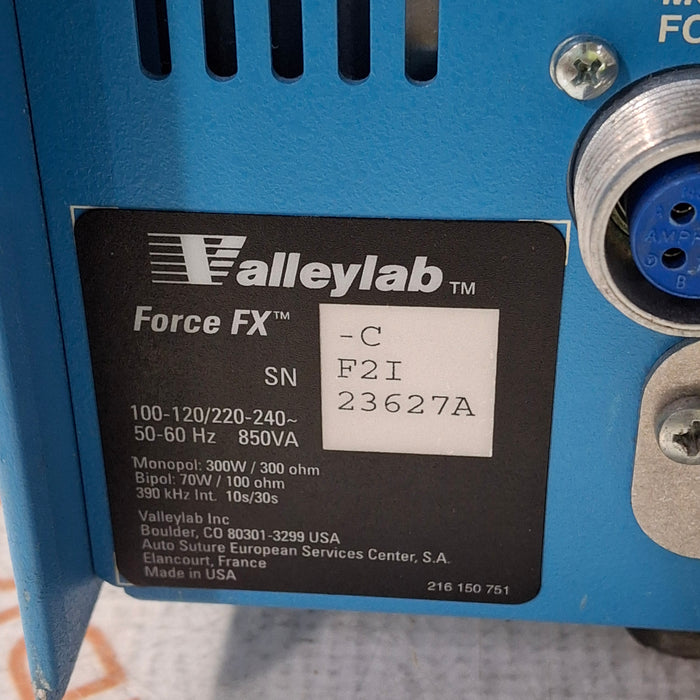 FO
Valleylab™
Force FX™ -C
SN F2I
23627A
100-120/220-240~
50-60 Hz 850VA
Monopol: 300W / 300 ohm
Bipol: 70W / 100 ohm
390 kHz Int. 10s/30s
Valleylab Inc
Boulder, CO 80301-3299 USA
Auto Suture European Services Center, S.A.
Elancourt, France
Made in USA
216 150 751
A
B